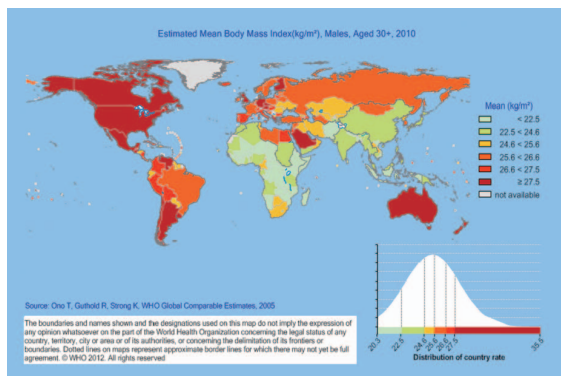 Estimated Mean Body Mass Index(kg/m²), Males, Aged 30+, 2010
Mean (kg/m²)
< 22.5
22.5 < 24.6
24.6 < 25.6
25.6 < 26.6
26.6 < 27.5
≥ 27.5
not available
Source: Ono T, Guthold R, Strong K, WHO Global Comparable Estimates, 2005
The boundaries and names shown and the designations used on this map do not imply the expression of
any opinion whatsoever on the part of the World Health Organization concerning the legal status of any
country, territory, city or area or of its authorities, or concerning the delimitation of its frontiers or
boundaries. Dotted lines on maps represent approximate border lines for which there may not yet be full
agreement. © WHO 2012. All rights reserved
20.3 22.5 24.6 25.6 26.6 27.5 35.5
Distribution of country rate